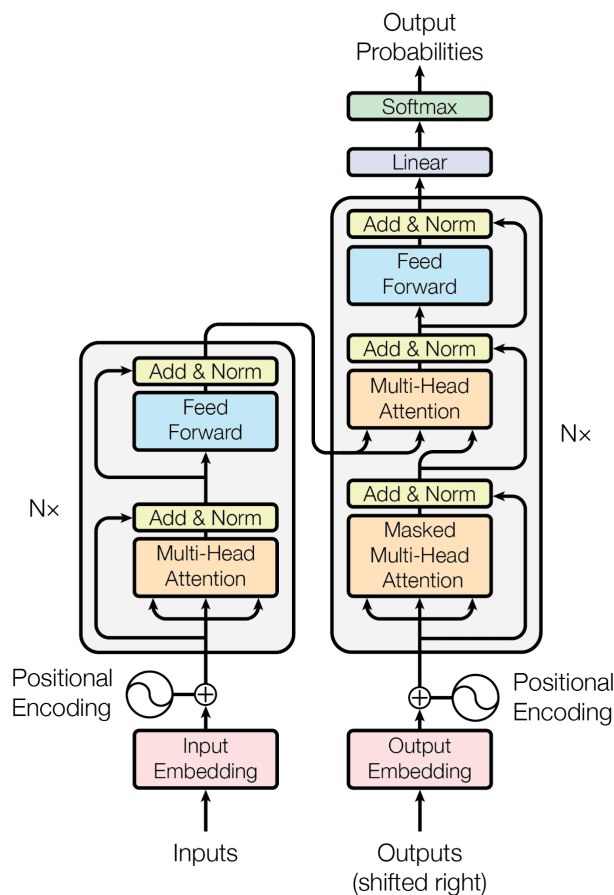 Output
Probabilities
Softmax
Linear
Add & Norm
Feed
Forward
Add & Norm
Multi-Head
Attention
Add & Norm
Masked
Multi-Head
Attention
N×
Positional
Encoding
Output
Embedding
Outputs
(shifted right)
Add & Norm
Feed
Forward
Add & Norm
Multi-Head
Attention
N×
Positional
Encoding
Input
Embedding
Inputs